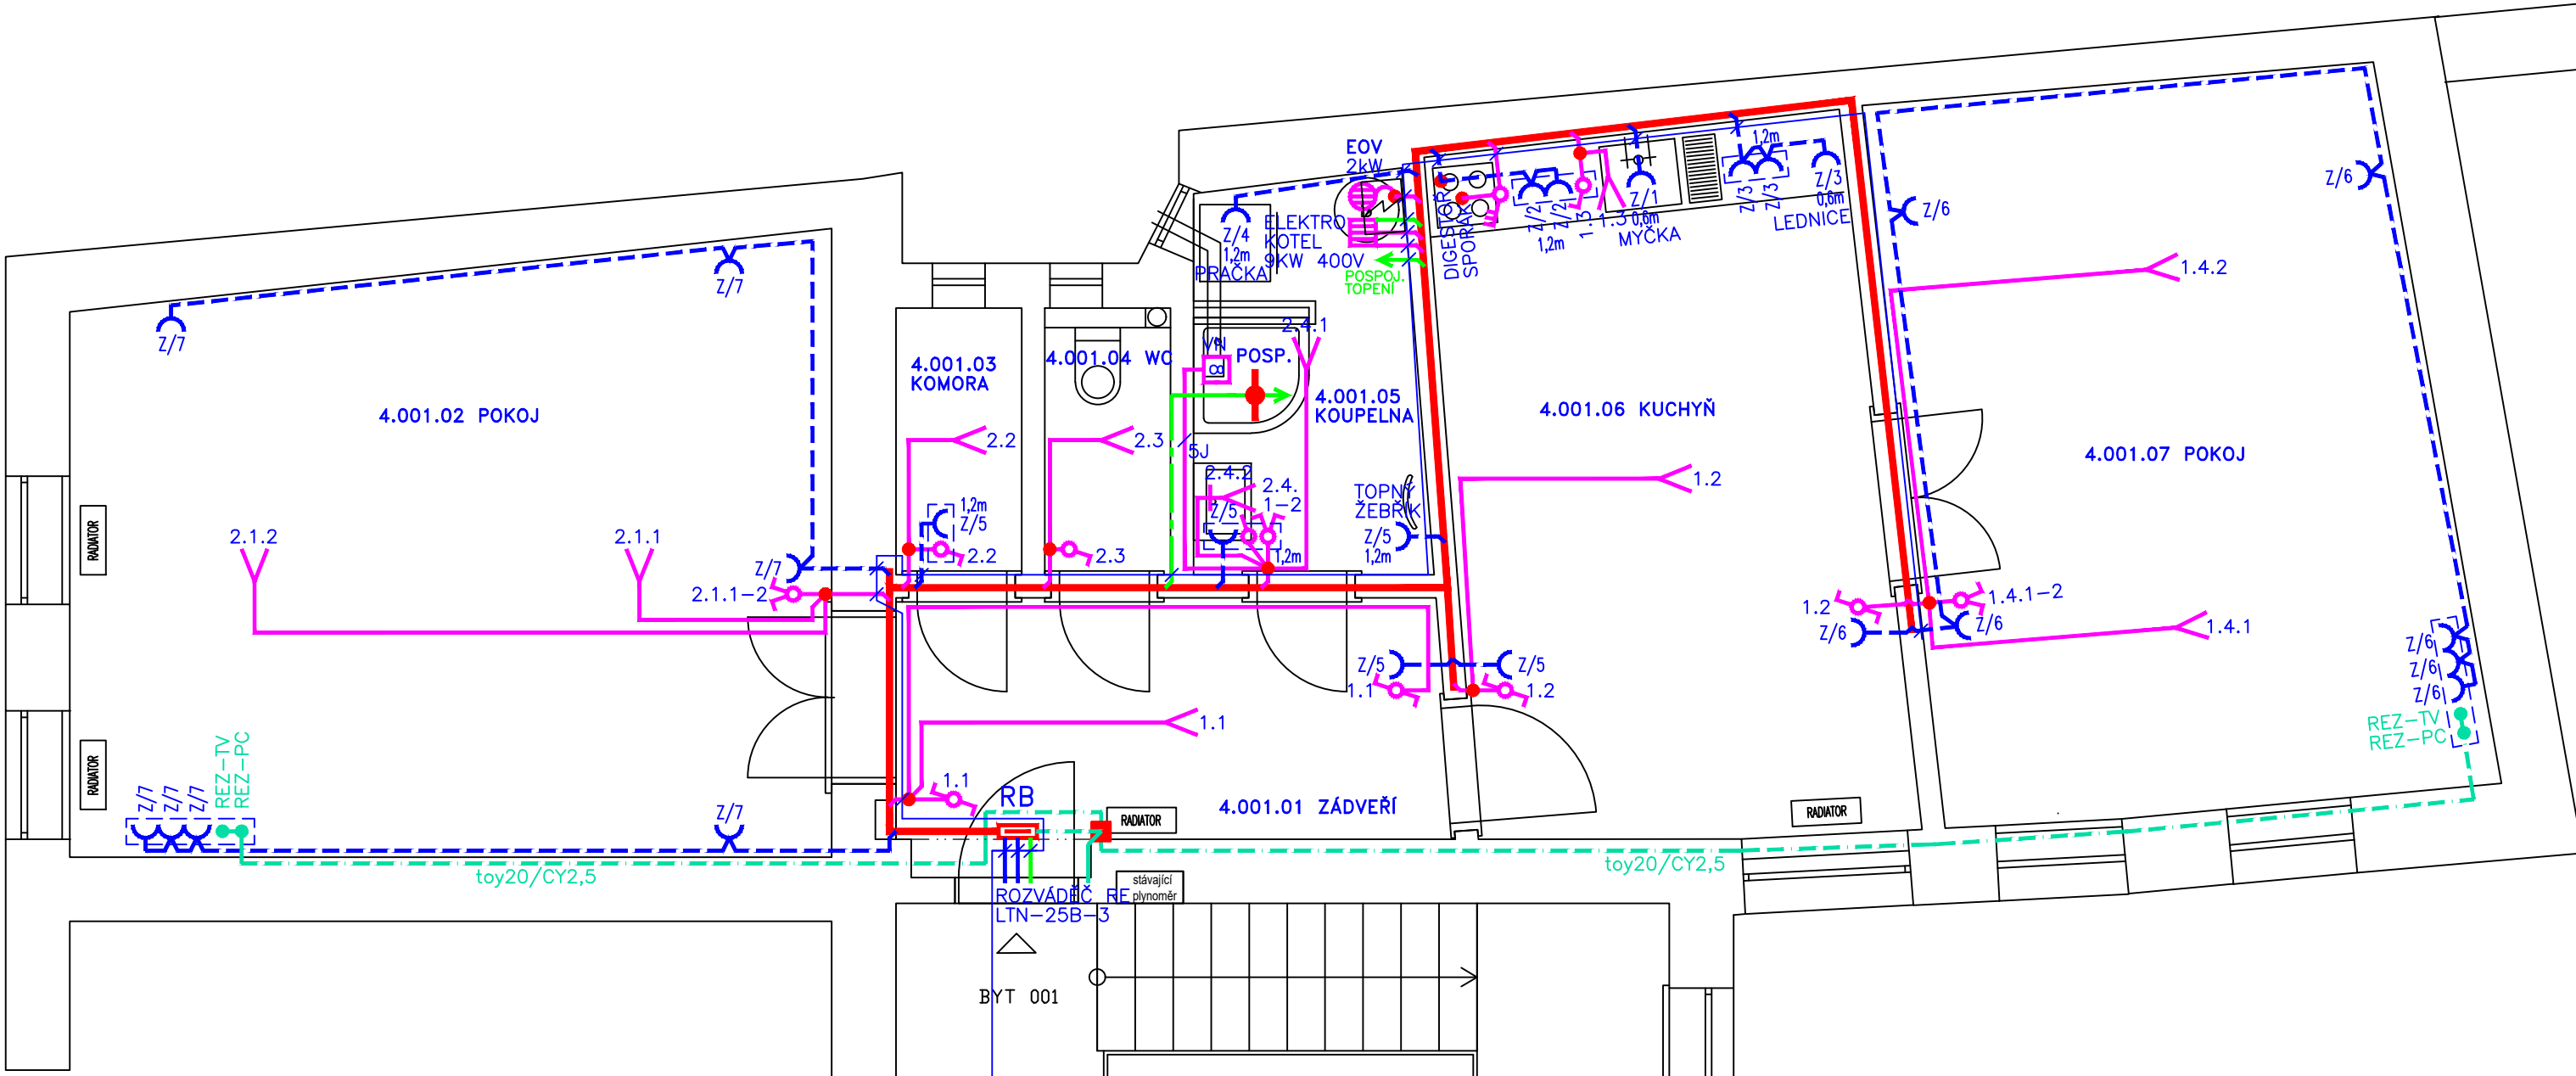 EOV
2kW
ELEKTRO
KOTEL
9KW 400V
POSPOJ.
TOPENÍ
Z/4
1,2m
PRAČKA
DIGESTOŘ
SPORÁK
Z/2
Z/2
1,2m
1.3
1.3
Z/1
0,6m
MYČKA
1,2m
Z/3
Z/3
Z/3
0,6m
LEDNICE
Z/6
Z/6
1.4.2
Z/7
Z/7
4.001.02 POKOJ
4.001.03
KOMORA
4.001.04 WC
VN
POSP.
2.4.1
4.001.05
KOUPELNA
4.001.06 KUCHYŇ
4.001.07 POKOJ
2.2
2.3
5J
2.4.2
2.4.
1-2
Z/5
1,2m
TOPNÝ
ŽEBŘÍK
Z/5
1,2m
1.2
1,2m
Z/5
2.2
2.3
RADIATOR
2.1.2
2.1.1
Z/7
2.1.1-2
1.2
Z/6
1.4.1-2
Z/6
1.4.1
Z/6
Z/6
Z/6
Z/5
Z/5
1.1
1.2
1.1
REZ-TV
REZ-PC
RADIATOR
REZ-TV
REZ-PC
Z/7
Z/7
Z/7
Z/7
1.1
RB
RADIATOR
4.001.01 ZÁDVEŘÍ
RADIATOR
toy20/CY2,5
toy20/CY2,5
ROZVÁDĚČ RE
LTN-25B-3
stávající
plynoměr
BYT 001